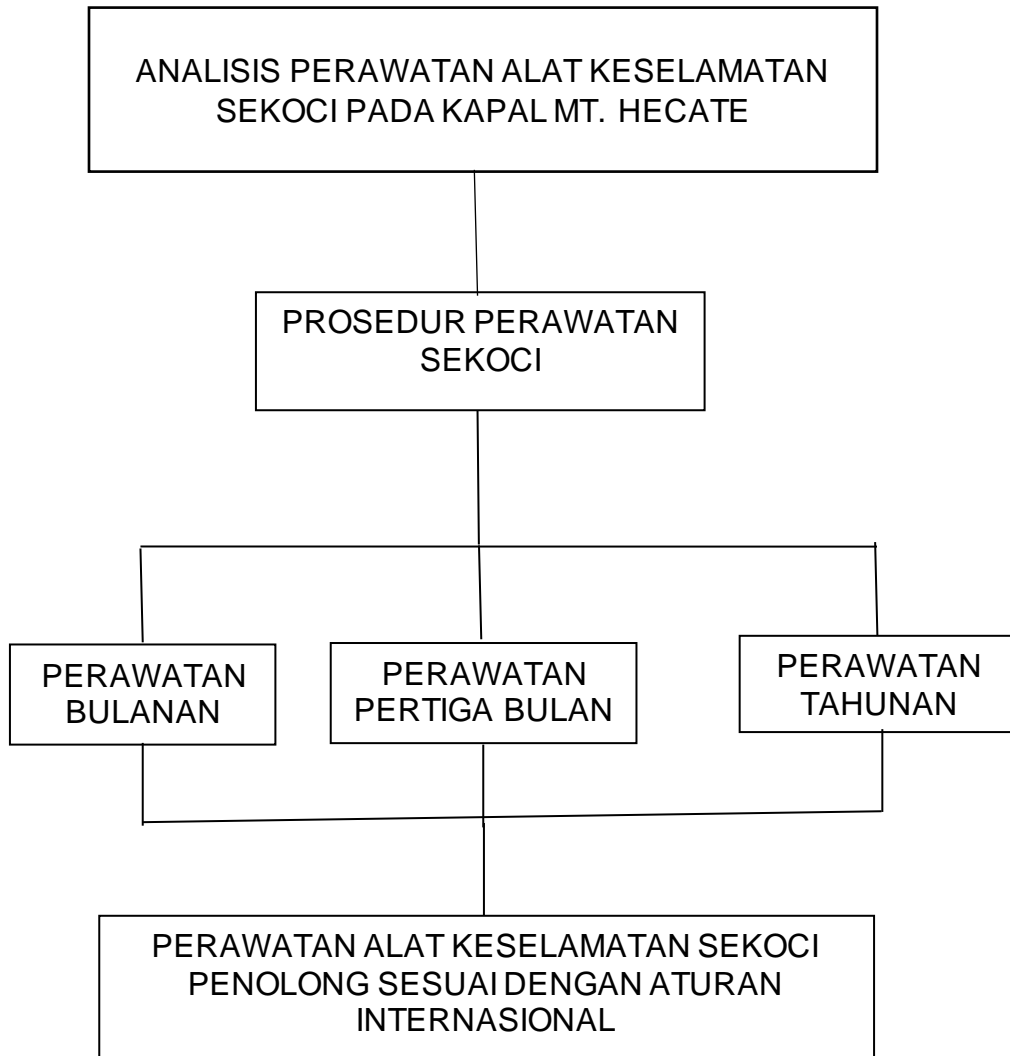 ANALISIS PERAWATAN ALAT KESELAMATAN
SEKOCI PADA KAPAL MT. HECATE
PROSEDUR PERAWATAN
SEKOCI
PERAWATAN
BULANAN
PERAWATAN
PERTIGA BULAN
PERAWATAN
TAHUNAN
PERAWATAN ALAT KESELAMATAN SEKOCI
PENOLONG SESUAI DENGAN ATURAN
INTERNASIONAL